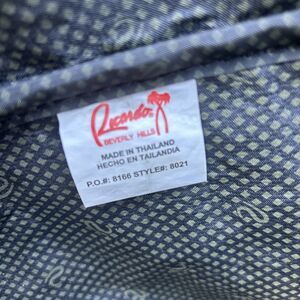 Ricardo
BEVERLY HILLS
MADE IN THAILAND
HECHO EN TAILANDIA
P.O.#: 8166 STYLE#: 8021